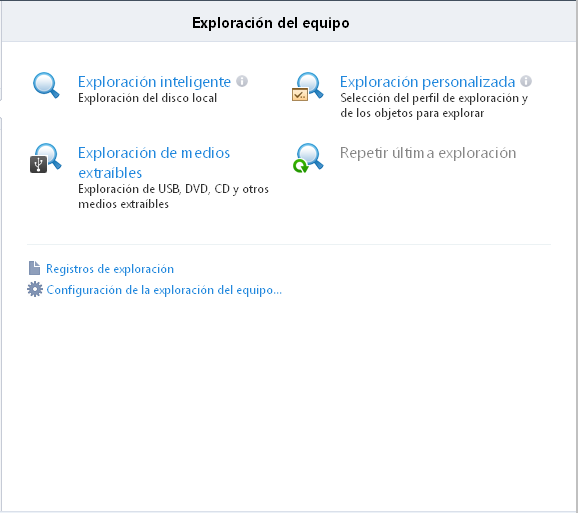 Exploración del equipo
Exploración inteligente
Exploración del disco local
Exploración personalizada
Selección del perfil de exploración y
de los objetos para explorar
Exploración de medios
extraíbles
Exploración de USB, DVD, CD y otros
medios extraíbles
Repetir última exploración
Registros de exploración
Configuración de la exploración del equipo...